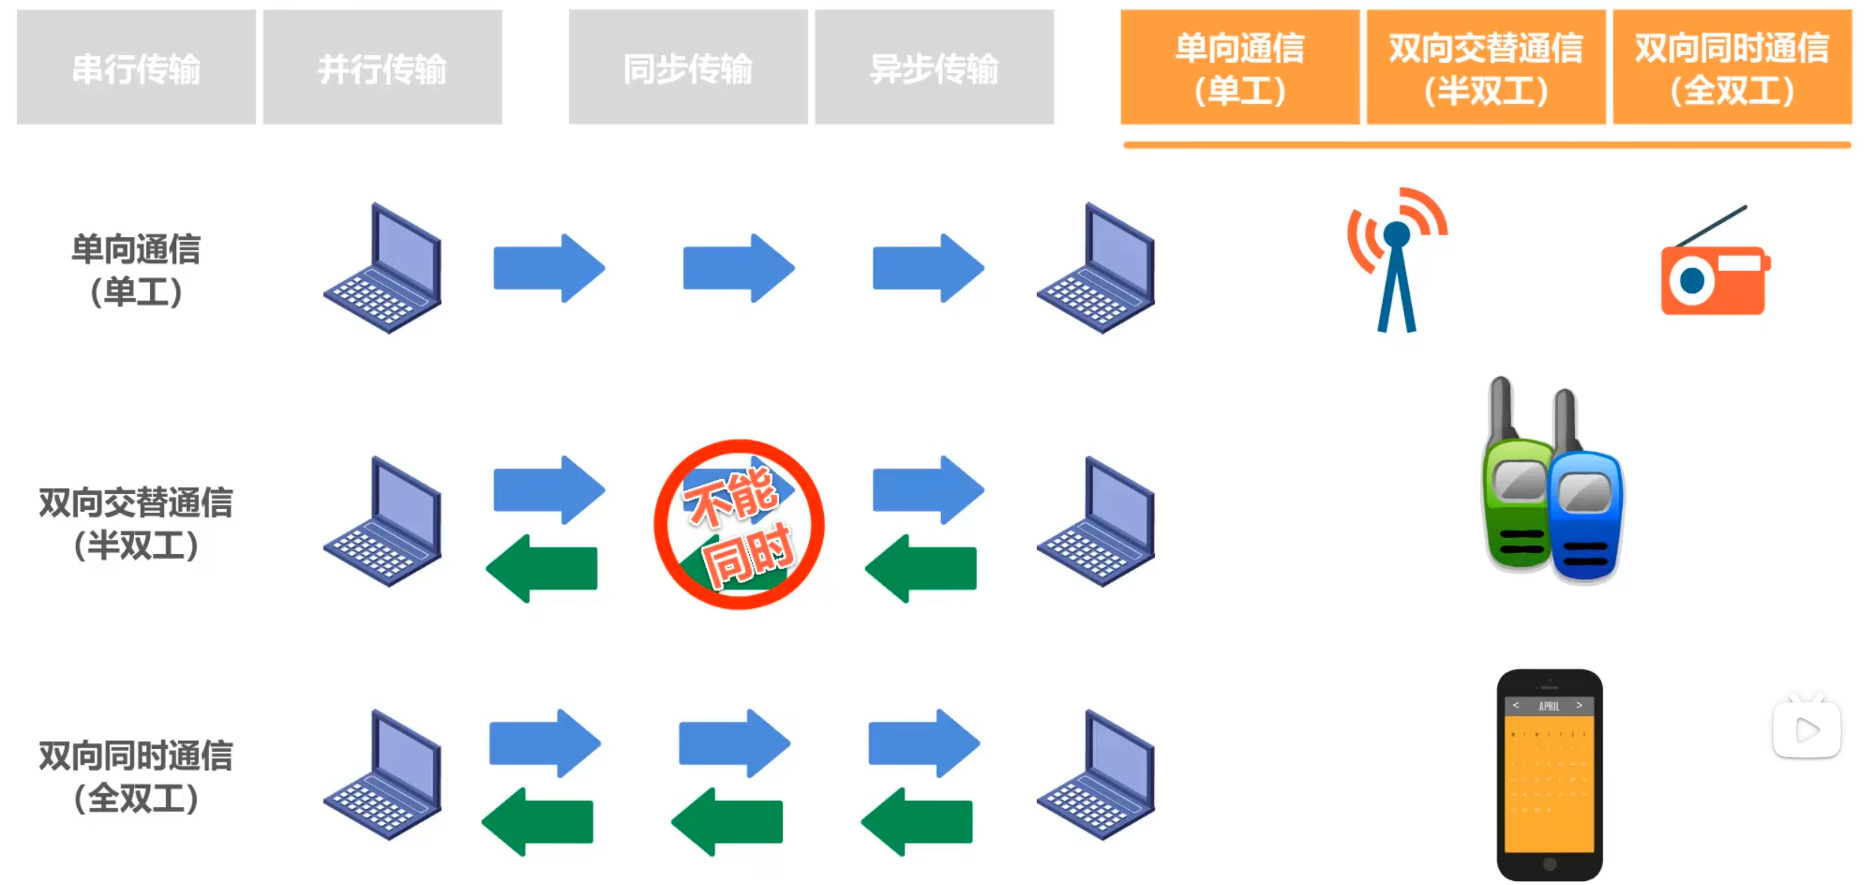 串行传输
并行传输
同步传输
异步传输
单向通信
（单工）
双向交替通信
（半双工）
双向同时通信
（全双工）
单向通信
（单工）
双向交替通信
（半双工）
不能
同时
双向同时通信
（全双工）
< APRIL >